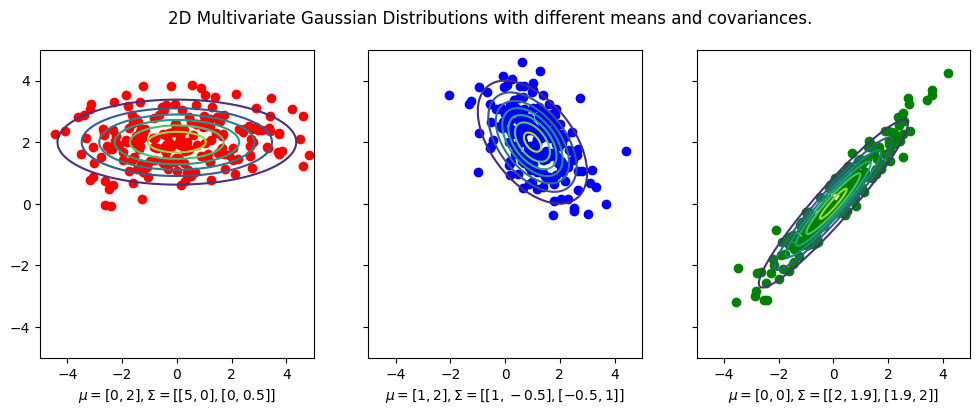 2D Multivariate Gaussian Distributions with different means and covariances.
4
2
0
−2
−4
−4 −2 0 2 4
−4 −2 0 2 4
−4 −2 0 2 4
μ = [0, 2], Σ = [[5, 0], [0, 0.5]]
μ = [1, 2], Σ = [[1, −0.5], [−0.5, 1]]
μ = [0, 0], Σ = [[2, 1.9], [1.9, 2]]